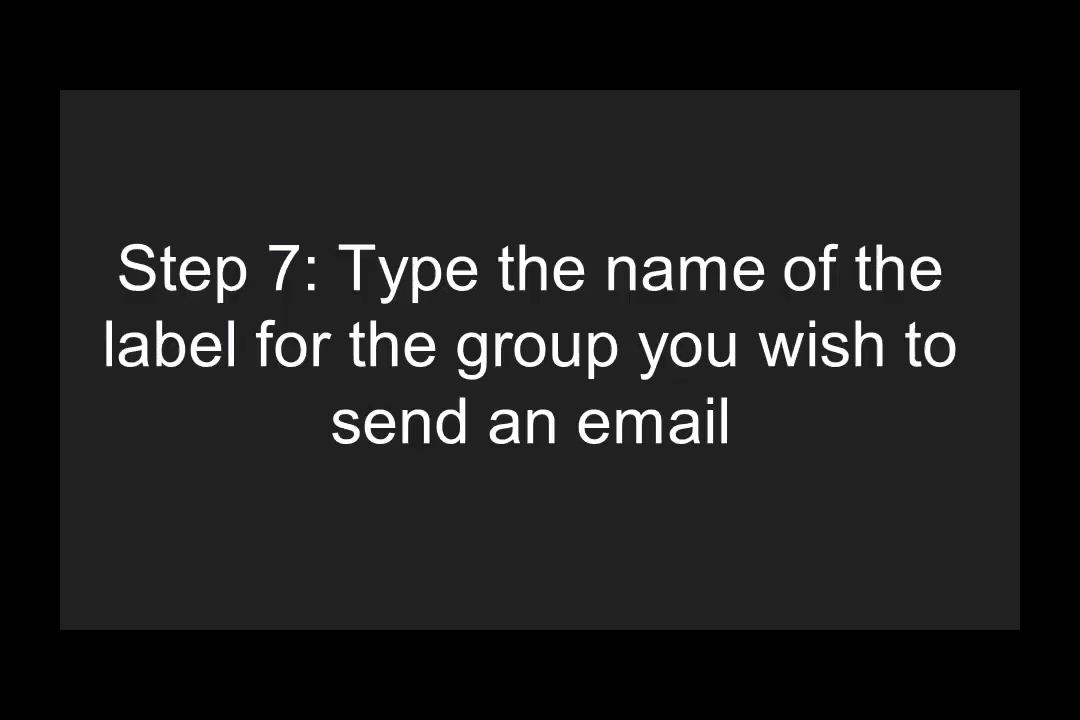 Step 7: Type the name of the
label for the group you wish to
send an email